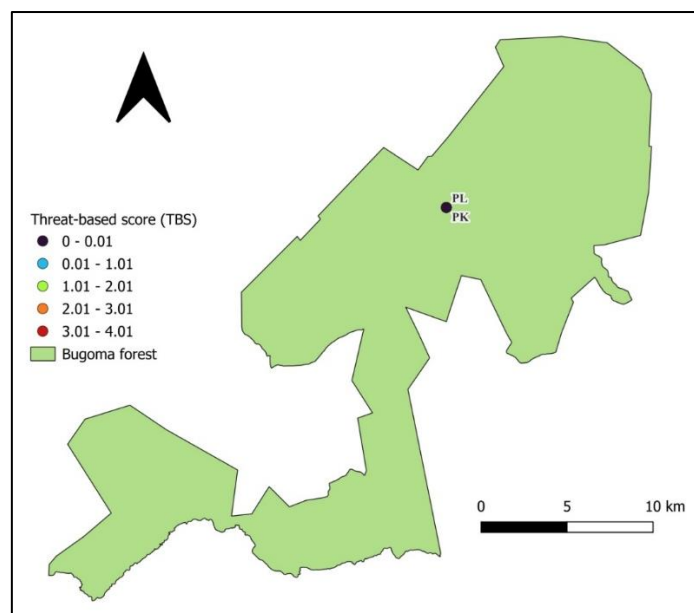 PL
PK
Threat-based score (TBS)
0 - 0.01
0.01 - 1.01
1.01 - 2.01
2.01 - 3.01
3.01 - 4.01
Bugoma forest
0 5 10 km